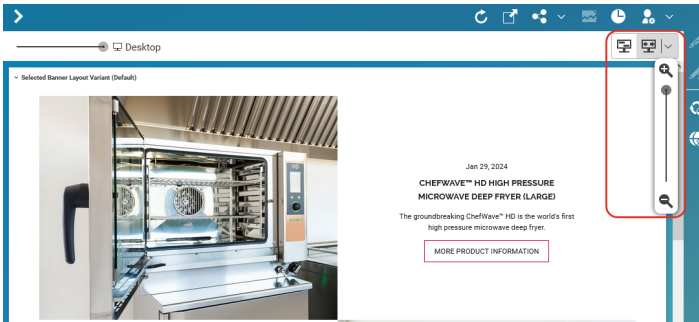 Desktop
Selected Banner Layout Variant (Default)
Jan 29, 2024
CHEFWAVE™ HD HIGH PRESSURE
MICROWAVE DEEP FRYER (LARGE)
The groundbreaking ChefWave™ HD is the world's first
high pressure microwave deep fryer.
MORE PRODUCT INFORMATION